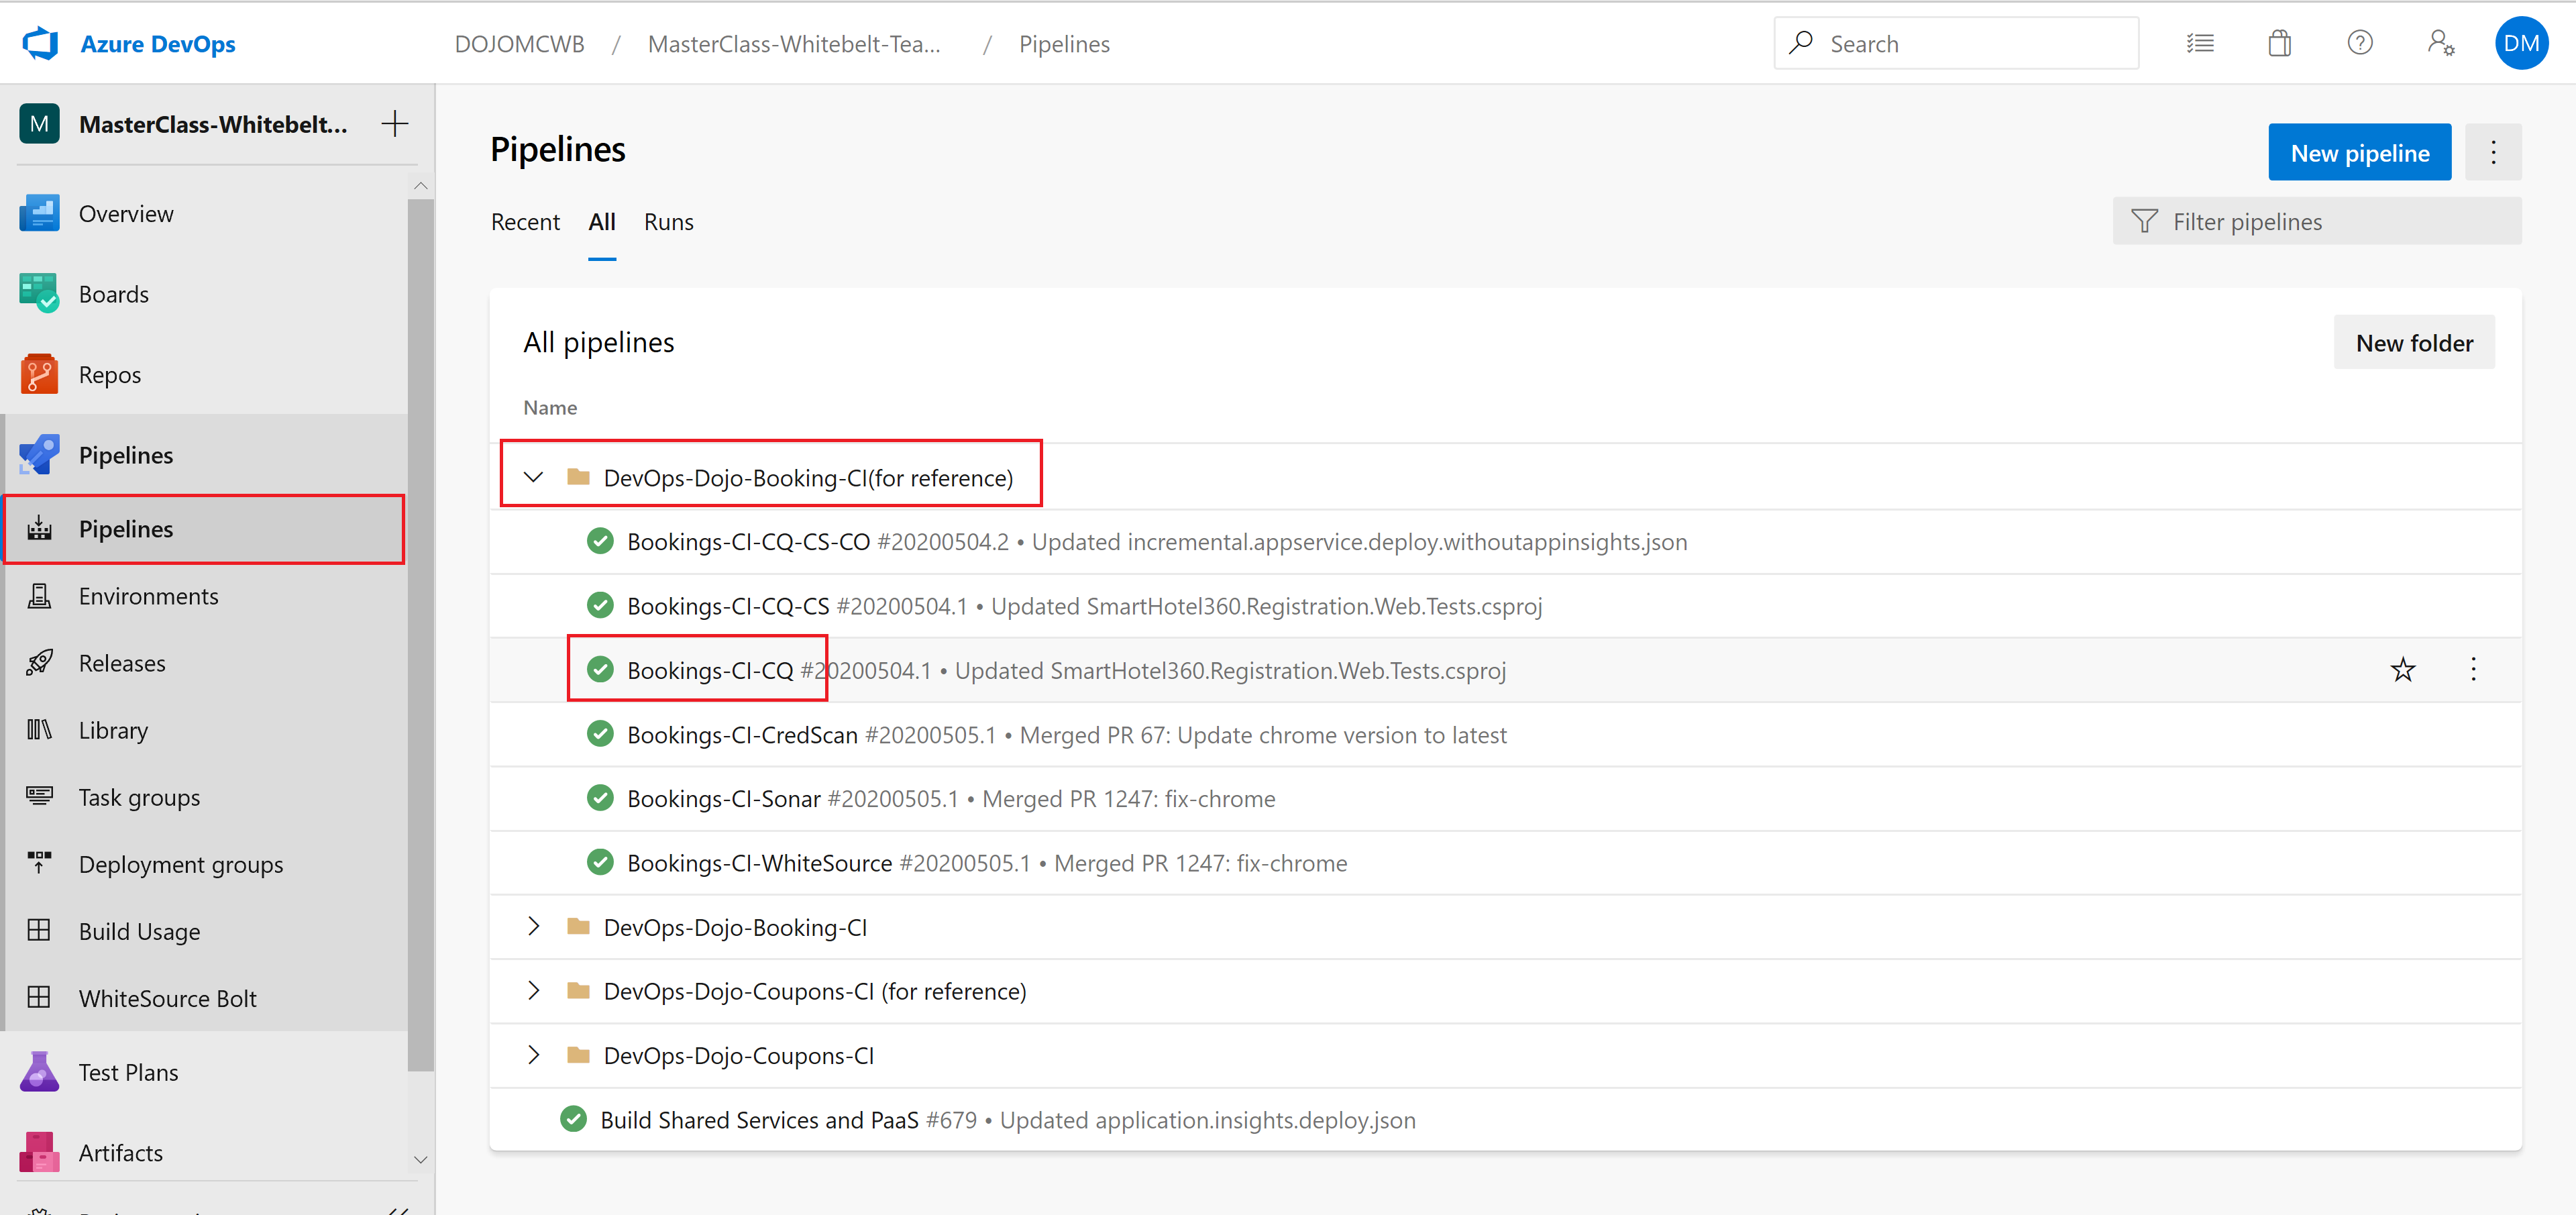 Azure DevOps
DOJOMCWB / MasterClass-Whitebelt-Tea... / Pipelines
Search
DM
M MasterClass-Whitebelt...
Overview
Boards
Repos
Pipelines
Pipelines
Environments
Releases
Library
Task groups
Deployment groups
Build Usage
WhiteSource Bolt
Test Plans
Artifacts
Pipelines
New pipeline
Recent All Runs
Filter pipelines
All pipelines
New folder
Name
DevOps-Dojo-Booking-CI(for reference)
Bookings-CI-CQ-CS-CO #20200504.2 • Updated incremental.appservice.deploy.withoutappinsights.json
Bookings-CI-CQ-CS #20200504.1 • Updated SmartHotel360.Registration.Web.Tests.csproj
Bookings-CI-CQ #20200504.1 • Updated SmartHotel360.Registration.Web.Tests.csproj
Bookings-CI-CredScan #20200505.1 • Merged PR 67: Update chrome version to latest
Bookings-CI-Sonar #20200505.1 • Merged PR 1247: fix-chrome
Bookings-CI-WhiteSource #20200505.1 • Merged PR 1247: fix-chrome
DevOps-Dojo-Booking-CI
DevOps-Dojo-Coupons-CI (for reference)
DevOps-Dojo-Coupons-CI
Build Shared Services and PaaS #679 • Updated application.insights.deploy.json